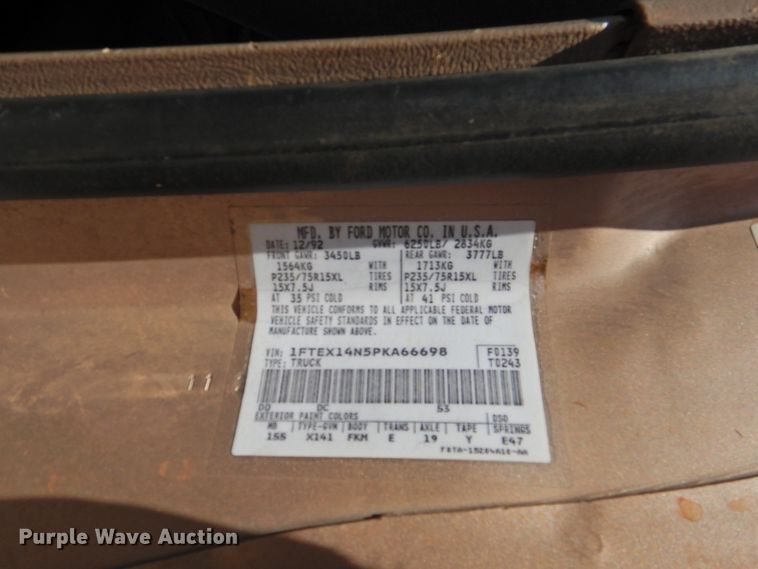 MFD. BY FORD MOTOR CO. IN U.S.A.
DATE: 12/92 GVWR: 6250LB/ 2834KG
FRONT GAWR: 3450LB REAR GAWR: 3777LB
1564KG WITH 1713KG WITH
P235/75R15XL TIRES P235/75R15XL TIRES
15X7.5J RIMS 15X7.5J RIMS
AT 35 PSI COLD AT 41 PSI COLD
THIS VEHICLE CONFORMS TO ALL APPLICABLE FEDERAL MOTOR
VEHICLE SAFETY STANDARDS IN EFFECT ON THE DATE OF
MANUFACTURE SHOWN ABOVE.
VIN: 1FTEX14N5PKA66698 F0139
TYPE: TRUCK T0243
11
DD DC 53
EXTERIOR PAINT COLORS DSO
WB TYPE-GVW BODY TRANS AXLE TAPE SPRINGS
155 X141 FKM E 19 Y E47
Purple Wave Auction